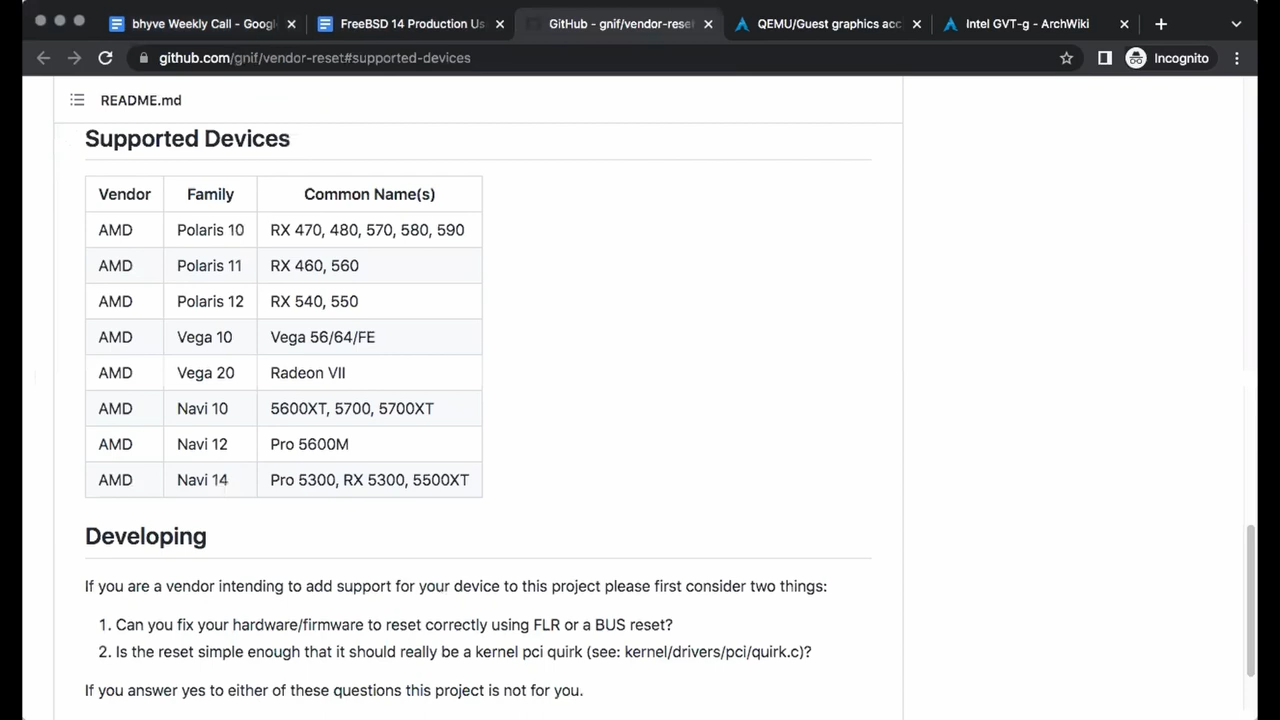 bhyve Weekly Call - Googl
FreeBSD 14 Production Us
GitHub - gnif/vendor-reset
QEMU/Guest graphics acc
Intel GVT-g - ArchWiki
github.com/gnif/vendor-reset#supported-devices
Incognito
README.md
Supported Devices
Vendor Family Common Name(s)
AMD Polaris 10 RX 470, 480, 570, 580, 590
AMD Polaris 11 RX 460, 560
AMD Polaris 12 RX 540, 550
AMD Vega 10 Vega 56/64/FE
AMD Vega 20 Radeon VII
AMD Navi 10 5600XT, 5700, 5700XT
AMD Navi 12 Pro 5600M
AMD Navi 14 Pro 5300, RX 5300, 5500XT
Developing
If you are a vendor intending to add support for your device to this project please first consider two things:
1. Can you fix your hardware/firmware to reset correctly using FLR or a BUS reset?
2. Is the reset simple enough that it should really be a kernel pci quirk (see: kernel/drivers/pci/quirk.c)?
If you answer yes to either of these questions this project is not for you.